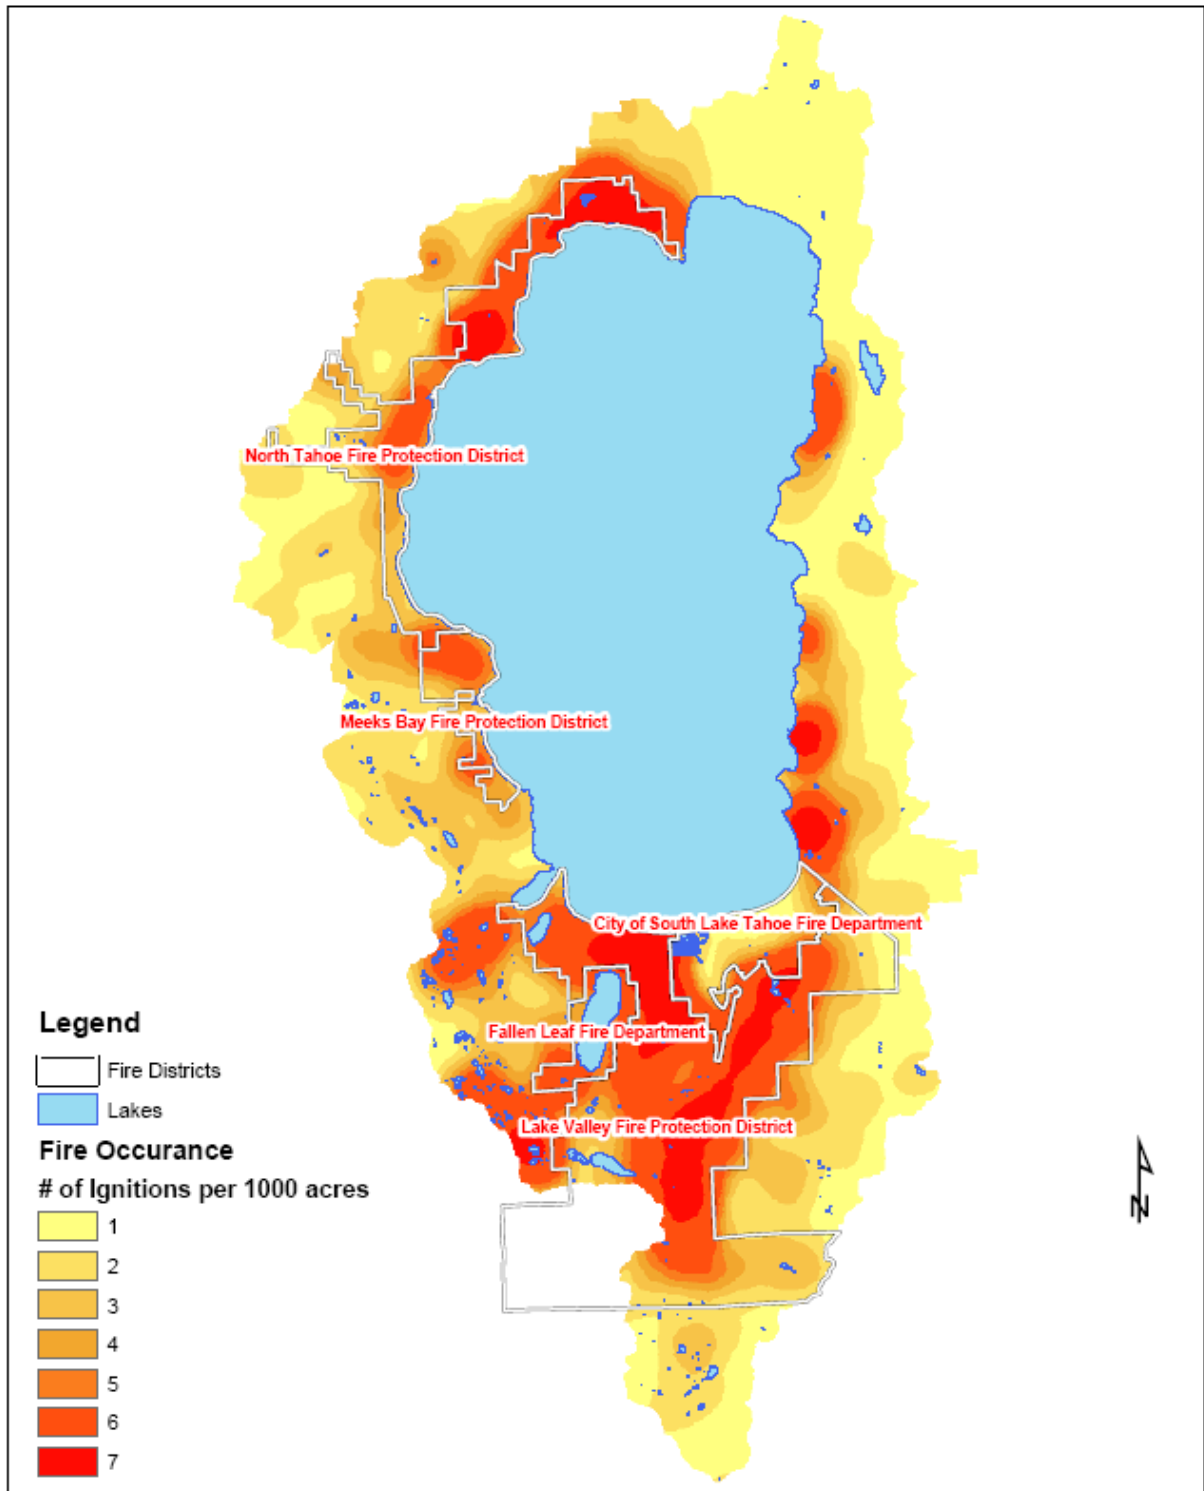 North Tahoe Fire Protection District
Meeks Bay Fire Protection District
City of South Lake Tahoe Fire Department
Fallen Leaf Fire Department
Lake Valley Fire Protection District
Legend
Fire Districts
Lakes
Fire Occurance
# of Ignitions per 1000 acres
1
2
3
4
5
6
7
N